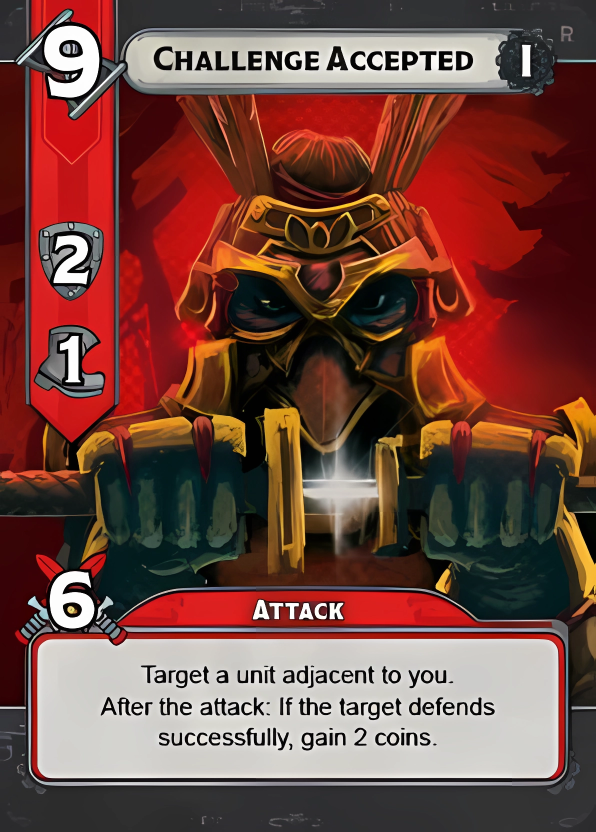 R
9
CHALLENGE ACCEPTED
I
2
1
6
ATTACK
Target a unit adjacent to you.
After the attack: If the target defends
successfully, gain 2 coins.